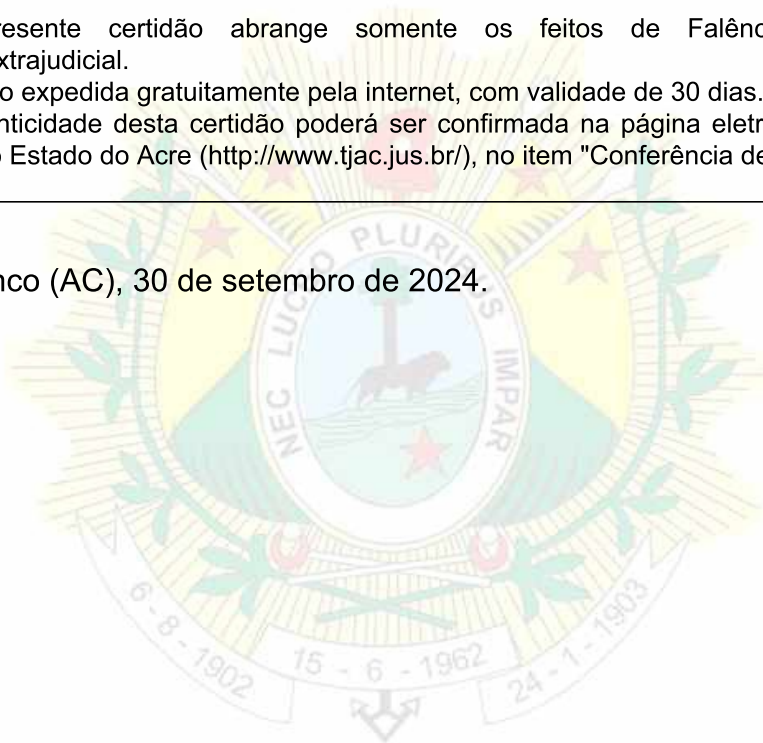 resente certidão abrange somente os feitos de Falênc
xtrajudicial.
o expedida gratuitamente pela internet, com validade de 30 dias.
nticidade desta certidão poderá ser confirmada na página eletr
o Estado do Acre (http://www.tjac.jus.br/), no item "Conferência de
nco (AC), 30 de setembro de 2024.
NEC LUCEO PLURIBUS IMPAR
6 - 8 - 1902
15 - 6 - 1962
24 - 1 - 1903